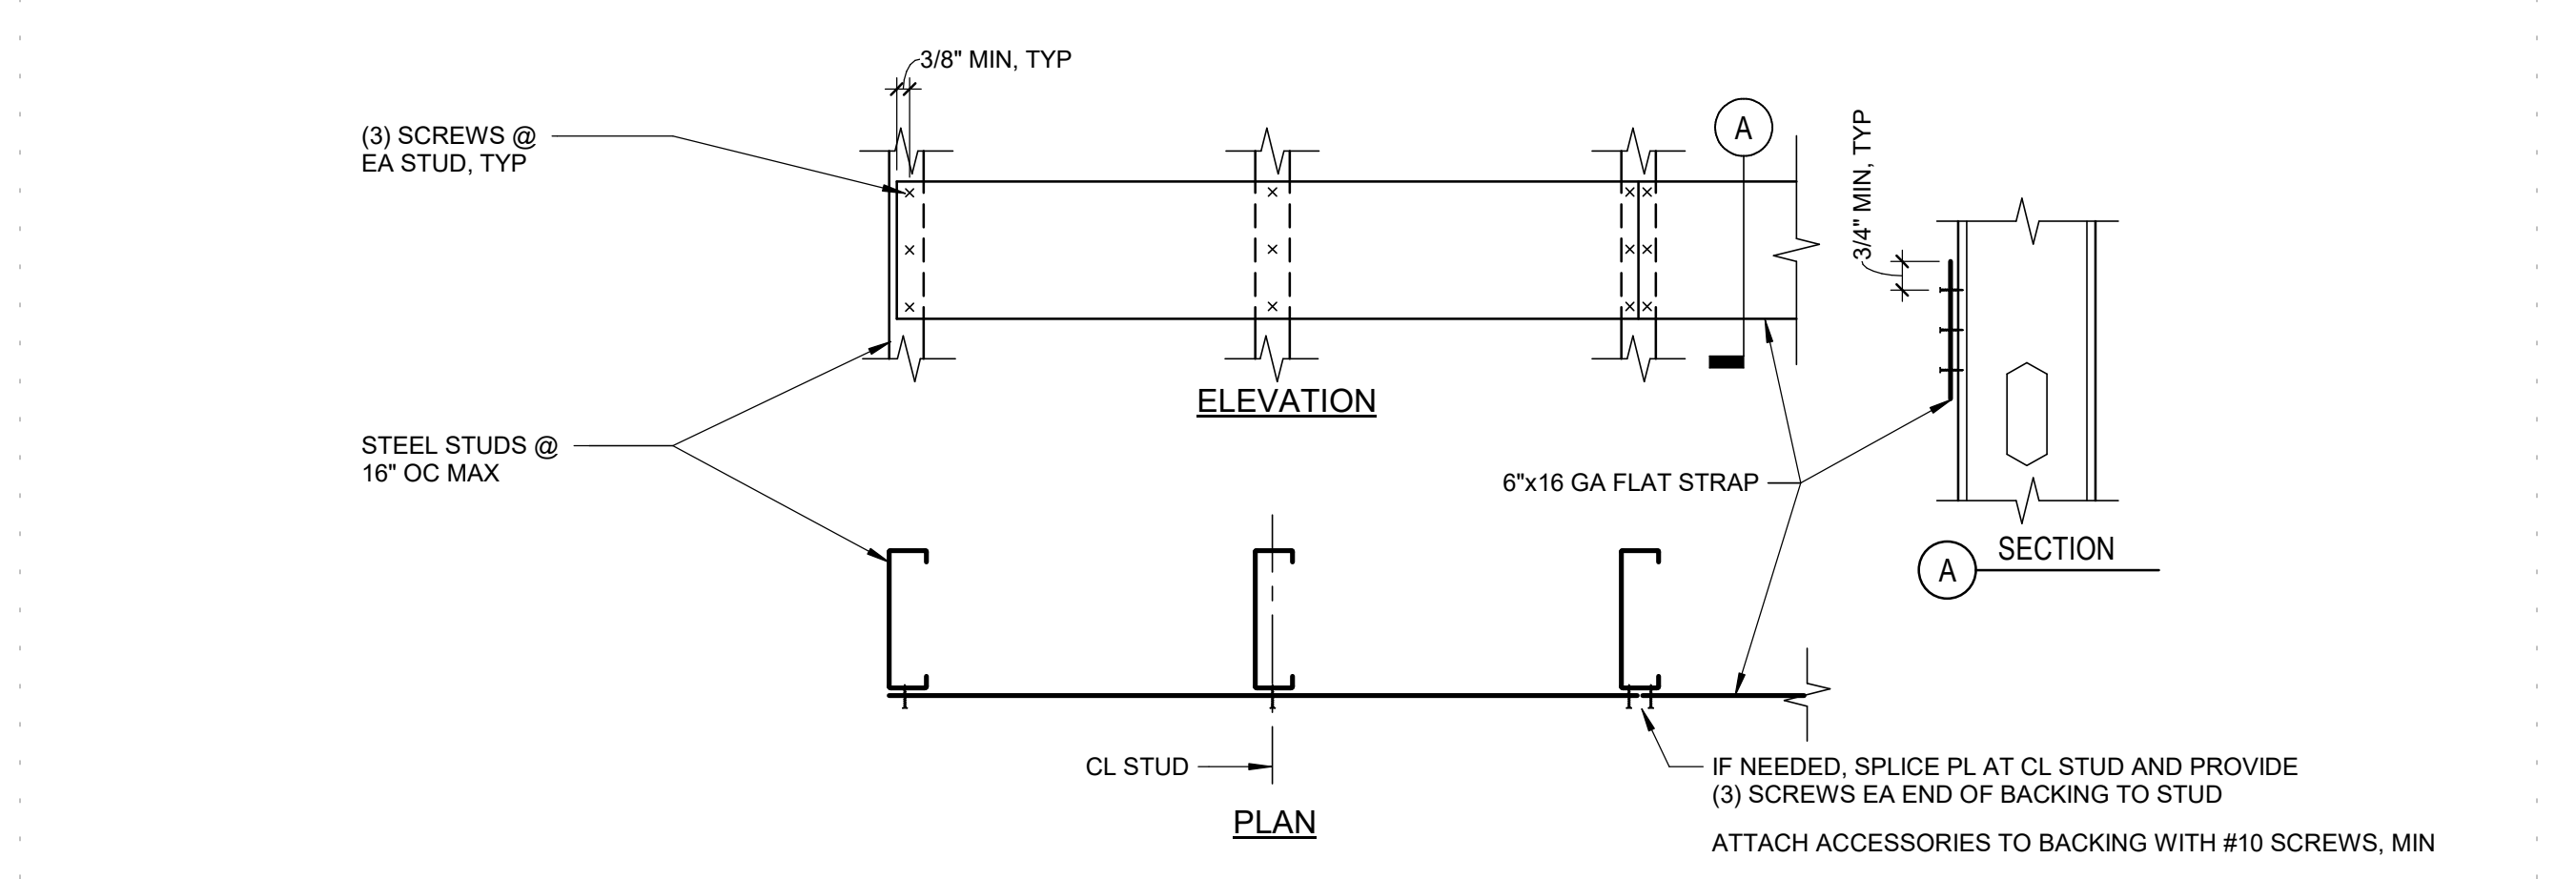 3/8" MIN, TYP
(3) SCREWS @
EA STUD, TYP
A
3/4" MIN, TYP
ELEVATION
STEEL STUDS @
16" OC MAX
6"x16 GA FLAT STRAP
A
SECTION
CL STUD
IF NEEDED, SPLICE PL AT CL STUD AND PROVIDE
(3) SCREWS EA END OF BACKING TO STUD
PLAN
ATTACH ACCESSORIES TO BACKING WITH #10 SCREWS, MIN